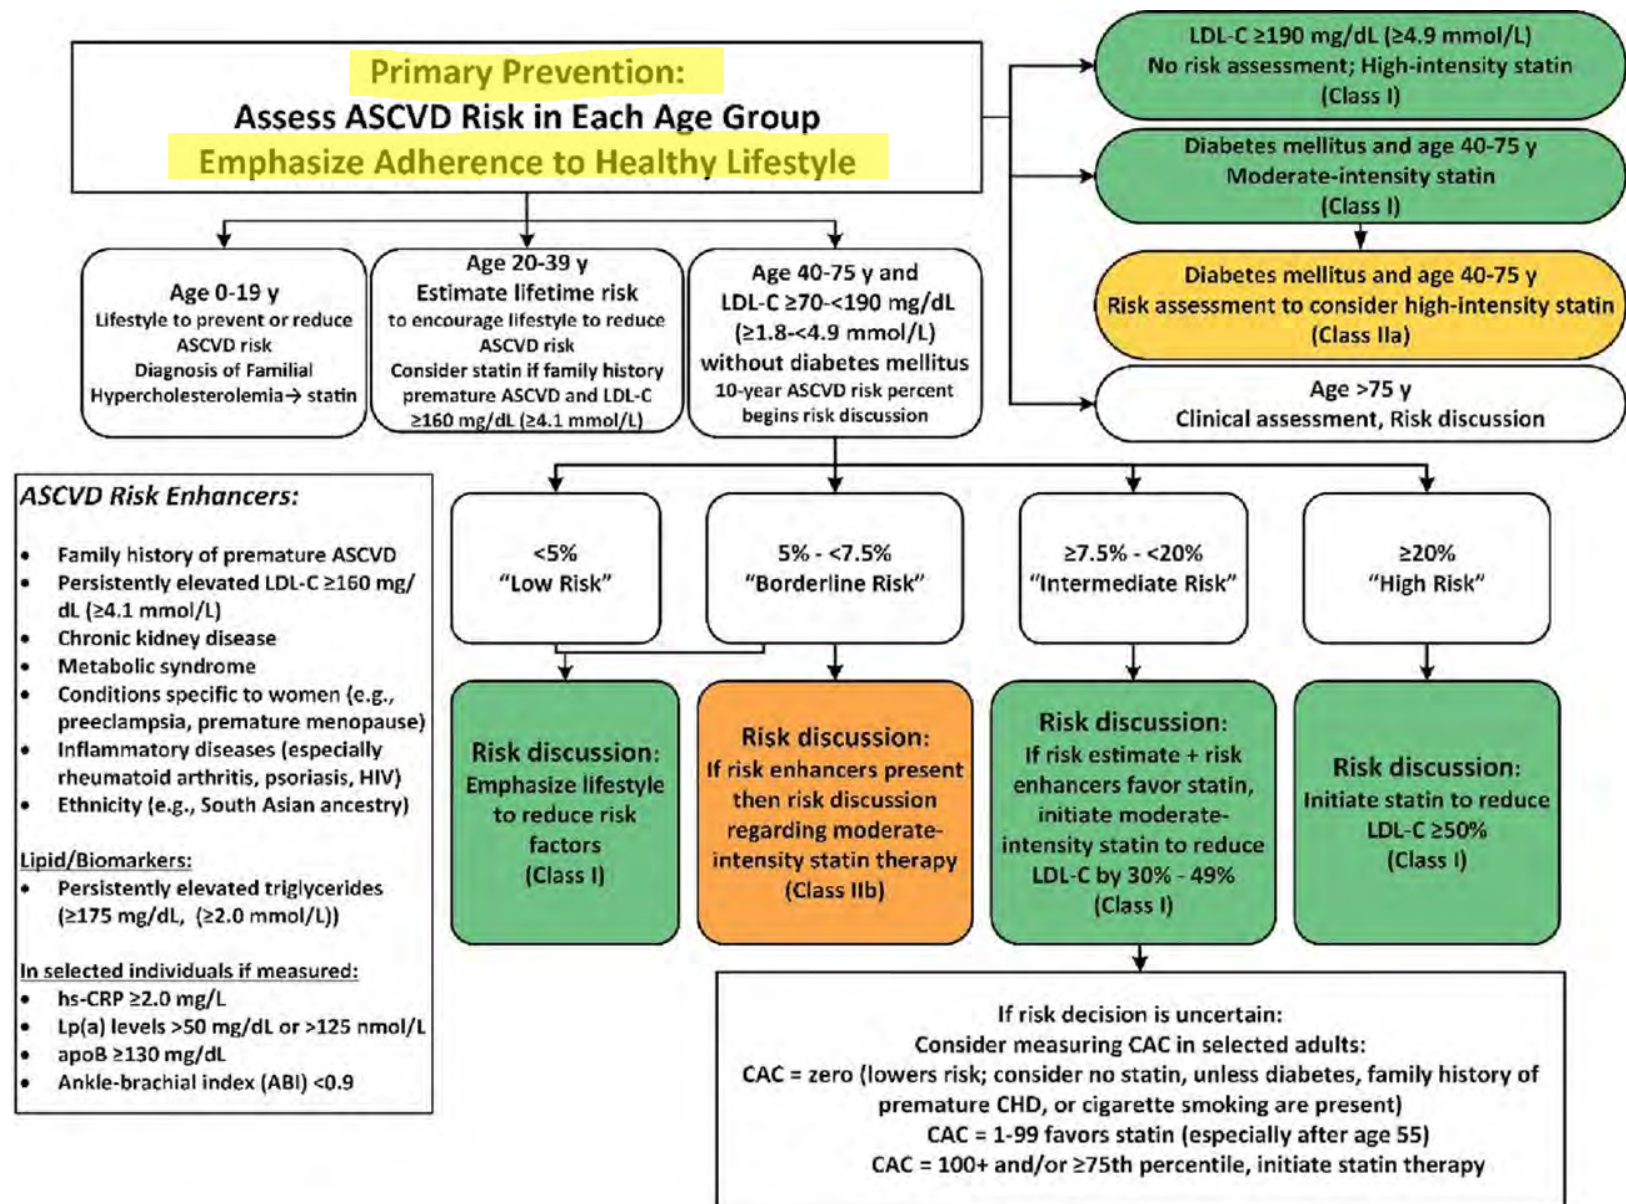 Primary Prevention:
Assess ASCVD Risk in Each Age Group
Emphasize Adherence to Healthy Lifestyle
LDL-C ≥190 mg/dL (≥4.9 mmol/L)
No risk assessment; High-intensity statin
(Class I)
Diabetes mellitus and age 40-75 y
Moderate-intensity statin
(Class I)
Diabetes mellitus and age 40-75 y
Risk assessment to consider high-intensity statin
(Class IIa)
Age >75 y
Clinical assessment, Risk discussion
Age 0-19 y
Lifestyle to prevent or reduce
ASCVD risk
Diagnosis of Familial
Hypercholesterolemia→ statin
Age 20-39 y
Estimate lifetime risk
to encourage lifestyle to reduce
ASCVD risk
Consider statin if family history
premature ASCVD and LDL-C
≥160 mg/dL (≥4.1 mmol/L)
Age 40-75 y and
LDL-C ≥70-<190 mg/dL
(≥1.8-<4.9 mmol/L)
without diabetes mellitus
10-year ASCVD risk percent
begins risk discussion
ASCVD Risk Enhancers:
• Family history of premature ASCVD
• Persistently elevated LDL-C ≥160 mg/
dL (≥4.1 mmol/L)
• Chronic kidney disease
• Metabolic syndrome
• Conditions specific to women (e.g.,
preeclampsia, premature menopause)
• Inflammatory diseases (especially
rheumatoid arthritis, psoriasis, HIV)
• Ethnicity (e.g., South Asian ancestry)
Lipid/Biomarkers:
• Persistently elevated triglycerides
(≥175 mg/dL, (≥2.0 mmol/L))
In selected individuals if measured:
• hs-CRP ≥2.0 mg/L
• Lp(a) levels >50 mg/dL or >125 nmol/L
• apoB ≥130 mg/dL
• Ankle-brachial index (ABI) <0.9
<5%
"Low Risk"
5% - <7.5%
"Borderline Risk"
≥7.5% - <20%
"Intermediate Risk"
≥20%
"High Risk"
Risk discussion:
Emphasize lifestyle
to reduce risk
factors
(Class I)
Risk discussion:
If risk enhancers present
then risk discussion
regarding moderate-
intensity statin therapy
(Class IIb)
Risk discussion:
If risk estimate + risk
enhancers favor statin,
initiate moderate-
intensity statin to reduce
LDL-C by 30% - 49%
(Class I)
Risk discussion:
Initiate statin to reduce
LDL-C ≥50%
(Class I)
If risk decision is uncertain:
Consider measuring CAC in selected adults:
CAC = zero (lowers risk; consider no statin, unless diabetes, family history of
premature CHD, or cigarette smoking are present)
CAC = 1-99 favors statin (especially after age 55)
CAC = 100+ and/or ≥75th percentile, initiate statin therapy